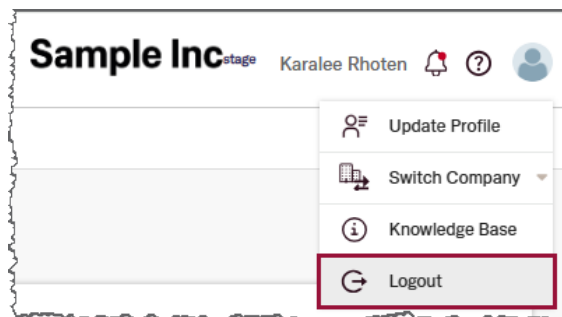 Sample Inc stage Karalee Rhoten
Update Profile
Switch Company
Knowledge Base
Logout